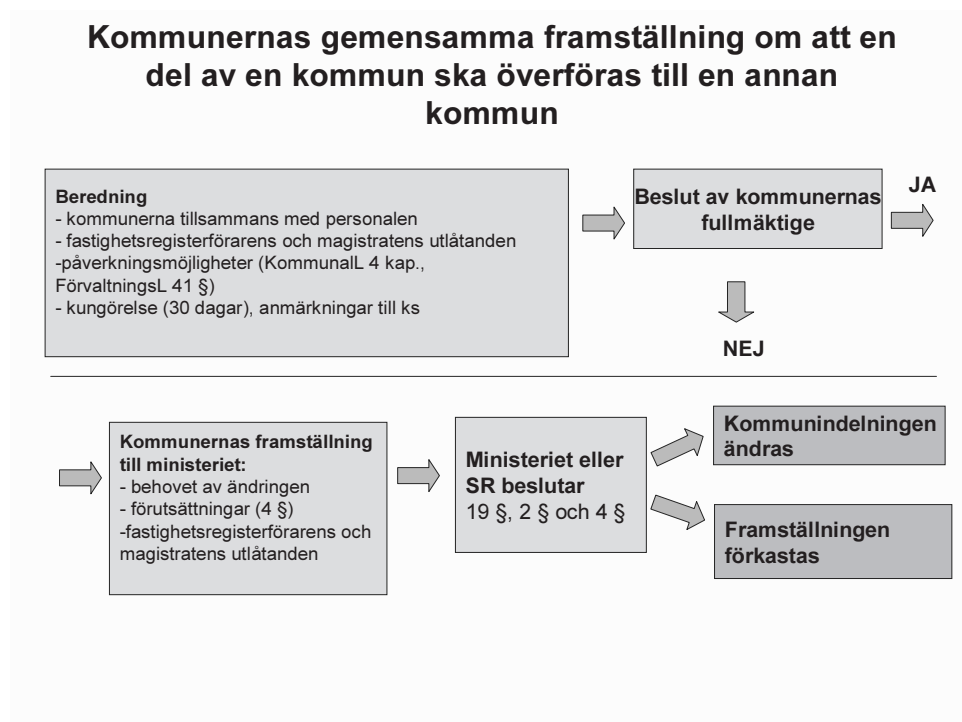 Kommunernas gemensamma framställning om att en
del av en kommun ska överföras till en annan
kommun
Beredning
- kommunerna tillsammans med personalen
- fastighetsregisterförarens och magistratens utlåtanden
-påverkningsmöjligheter (KommunalL 4 kap.,
FörvaltningsL 41 §)
- kungörelse (30 dagar), anmärkningar till ks
Beslut av kommunernas
fullmäktige
JA
NEJ
Kommunernas framställning
till ministeriet:
- behovet av ändringen
- förutsättningar (4 §)
-fastighetsregisterförarens och
magistratens utlåtanden
Ministeriet eller
SR beslutar
19 §, 2 § och 4 §
Kommunindelningen
ändras
Framställningen
förkastas